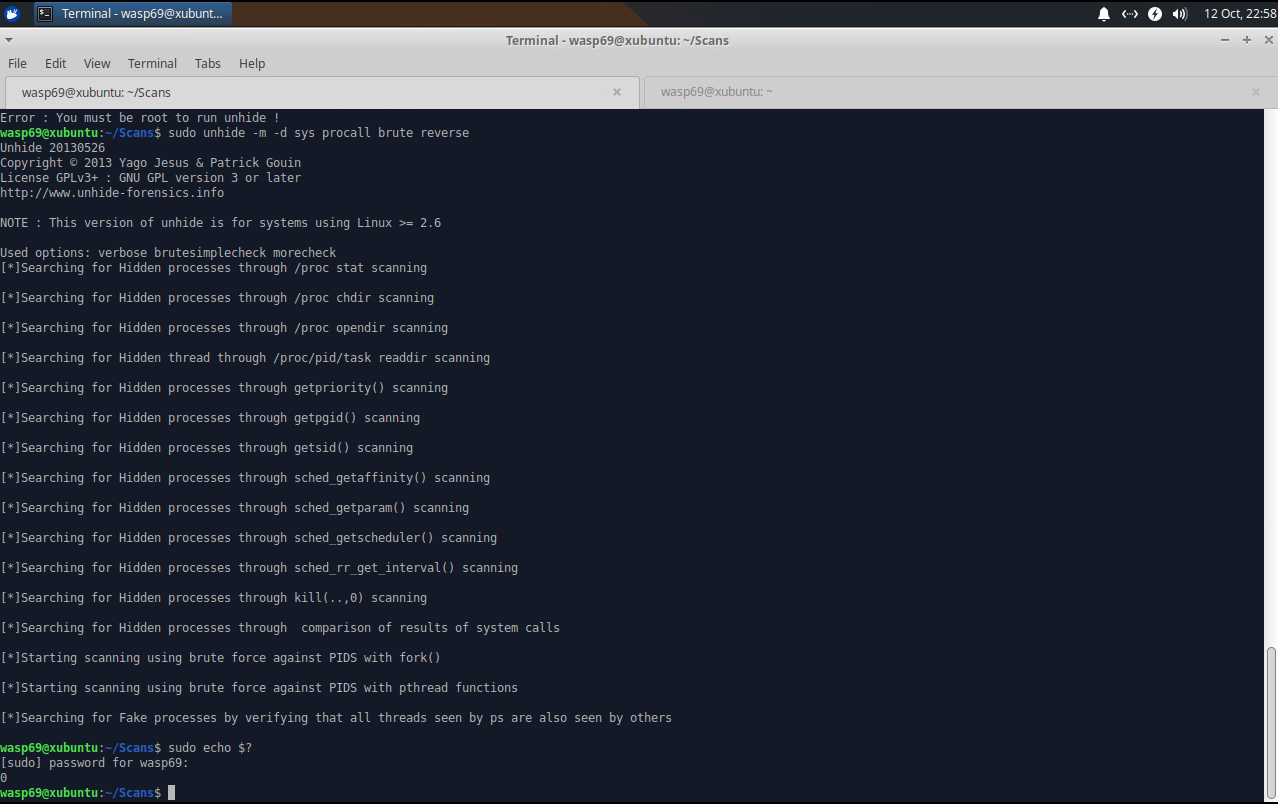 Terminal - wasp69@xubunt...
12 Oct, 22:58
Terminal - wasp69@xubuntu: ~/Scans
File Edit View Terminal Tabs Help
wasp69@xubuntu: ~/Scans
wasp69@xubuntu: ~
Error : You must be root to run unhide !
wasp69@xubuntu:~/Scans$ sudo unhide -m -d sys procall brute reverse
Unhide 20130526
Copyright © 2013 Yago Jesus & Patrick Gouin
License GPLv3+ : GNU GPL version 3 or later
http://www.unhide-forensics.info
NOTE : This version of unhide is for systems using Linux >= 2.6
Used options: verbose brutesimplecheck morecheck
[*]Searching for Hidden processes through /proc stat scanning
[*]Searching for Hidden processes through /proc chdir scanning
[*]Searching for Hidden processes through /proc opendir scanning
[*]Searching for Hidden thread through /proc/pid/task readdir scanning
[*]Searching for Hidden processes through getpriority() scanning
[*]Searching for Hidden processes through getpgid() scanning
[*]Searching for Hidden processes through getsid() scanning
[*]Searching for Hidden processes through sched_getaffinity() scanning
[*]Searching for Hidden processes through sched_getparam() scanning
[*]Searching for Hidden processes through sched_getscheduler() scanning
[*]Searching for Hidden processes through sched_rr_get_interval() scanning
[*]Searching for Hidden processes through kill(..,0) scanning
[*]Searching for Hidden processes through  comparison of results of system calls
[*]Starting scanning using brute force against PIDS with fork()
[*]Starting scanning using brute force against PIDS with pthread functions
[*]Searching for Fake processes by verifying that all threads seen by ps are also seen by others
wasp69@xubuntu:~/Scans$ sudo echo $?
[sudo] password for wasp69:
0
wasp69@xubuntu:~/Scans$